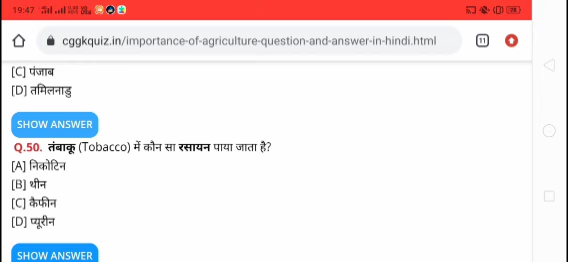 19:47
cggkquiz.in/importance-of-agriculture-question-and-answer-in-hindi.html
11
[C] पंजाब
[D] तमिलनाडु
SHOW ANSWER
Q.50. तंबाकू (Tobacco) में कौन सा रसायन पाया जाता है?
[A] निकोटिन
[B] थीन
[C] कैफीन
[D] प्यूरीन
SHOW ANSWER